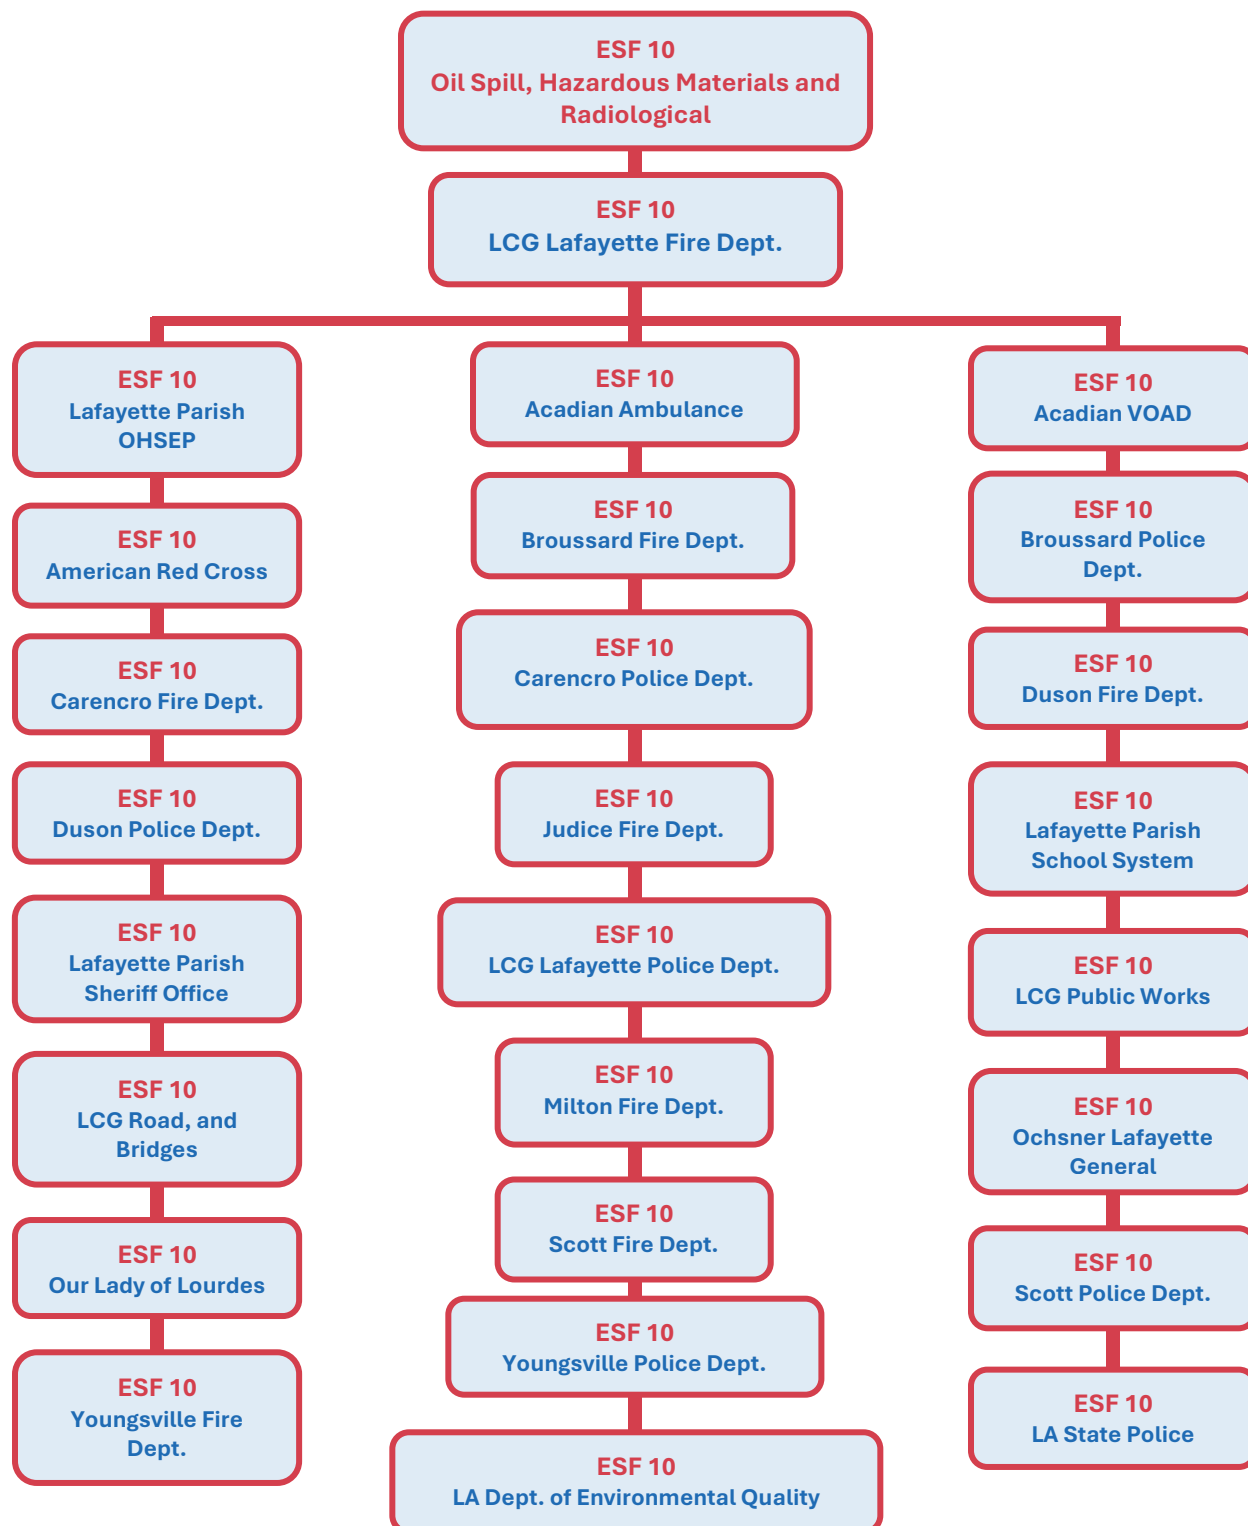 ESF 10
Oil Spill, Hazardous Materials and
Radiological
ESF 10
LCG Lafayette Fire Dept.
ESF 10
Lafayette Parish
OHSEP
ESF 10
American Red Cross
ESF 10
Carencro Fire Dept.
ESF 10
Duson Police Dept.
ESF 10
Lafayette Parish
Sheriff Office
ESF 10
LCG Road, and
Bridges
ESF 10
Our Lady of Lourdes
ESF 10
Youngsville Fire
Dept.
ESF 10
Acadian Ambulance
ESF 10
Broussard Fire Dept.
ESF 10
Carencro Police Dept.
ESF 10
Judice Fire Dept.
ESF 10
LCG Lafayette Police Dept.
ESF 10
Milton Fire Dept.
ESF 10
Scott Fire Dept.
ESF 10
Youngsville Police Dept.
ESF 10
LA Dept. of Environmental Quality
ESF 10
Acadian VOAD
ESF 10
Broussard Police
Dept.
ESF 10
Duson Fire Dept.
ESF 10
Lafayette Parish
School System
ESF 10
LCG Public Works
ESF 10
Ochsner Lafayette
General
ESF 10
Scott Police Dept.
ESF 10
LA State Police